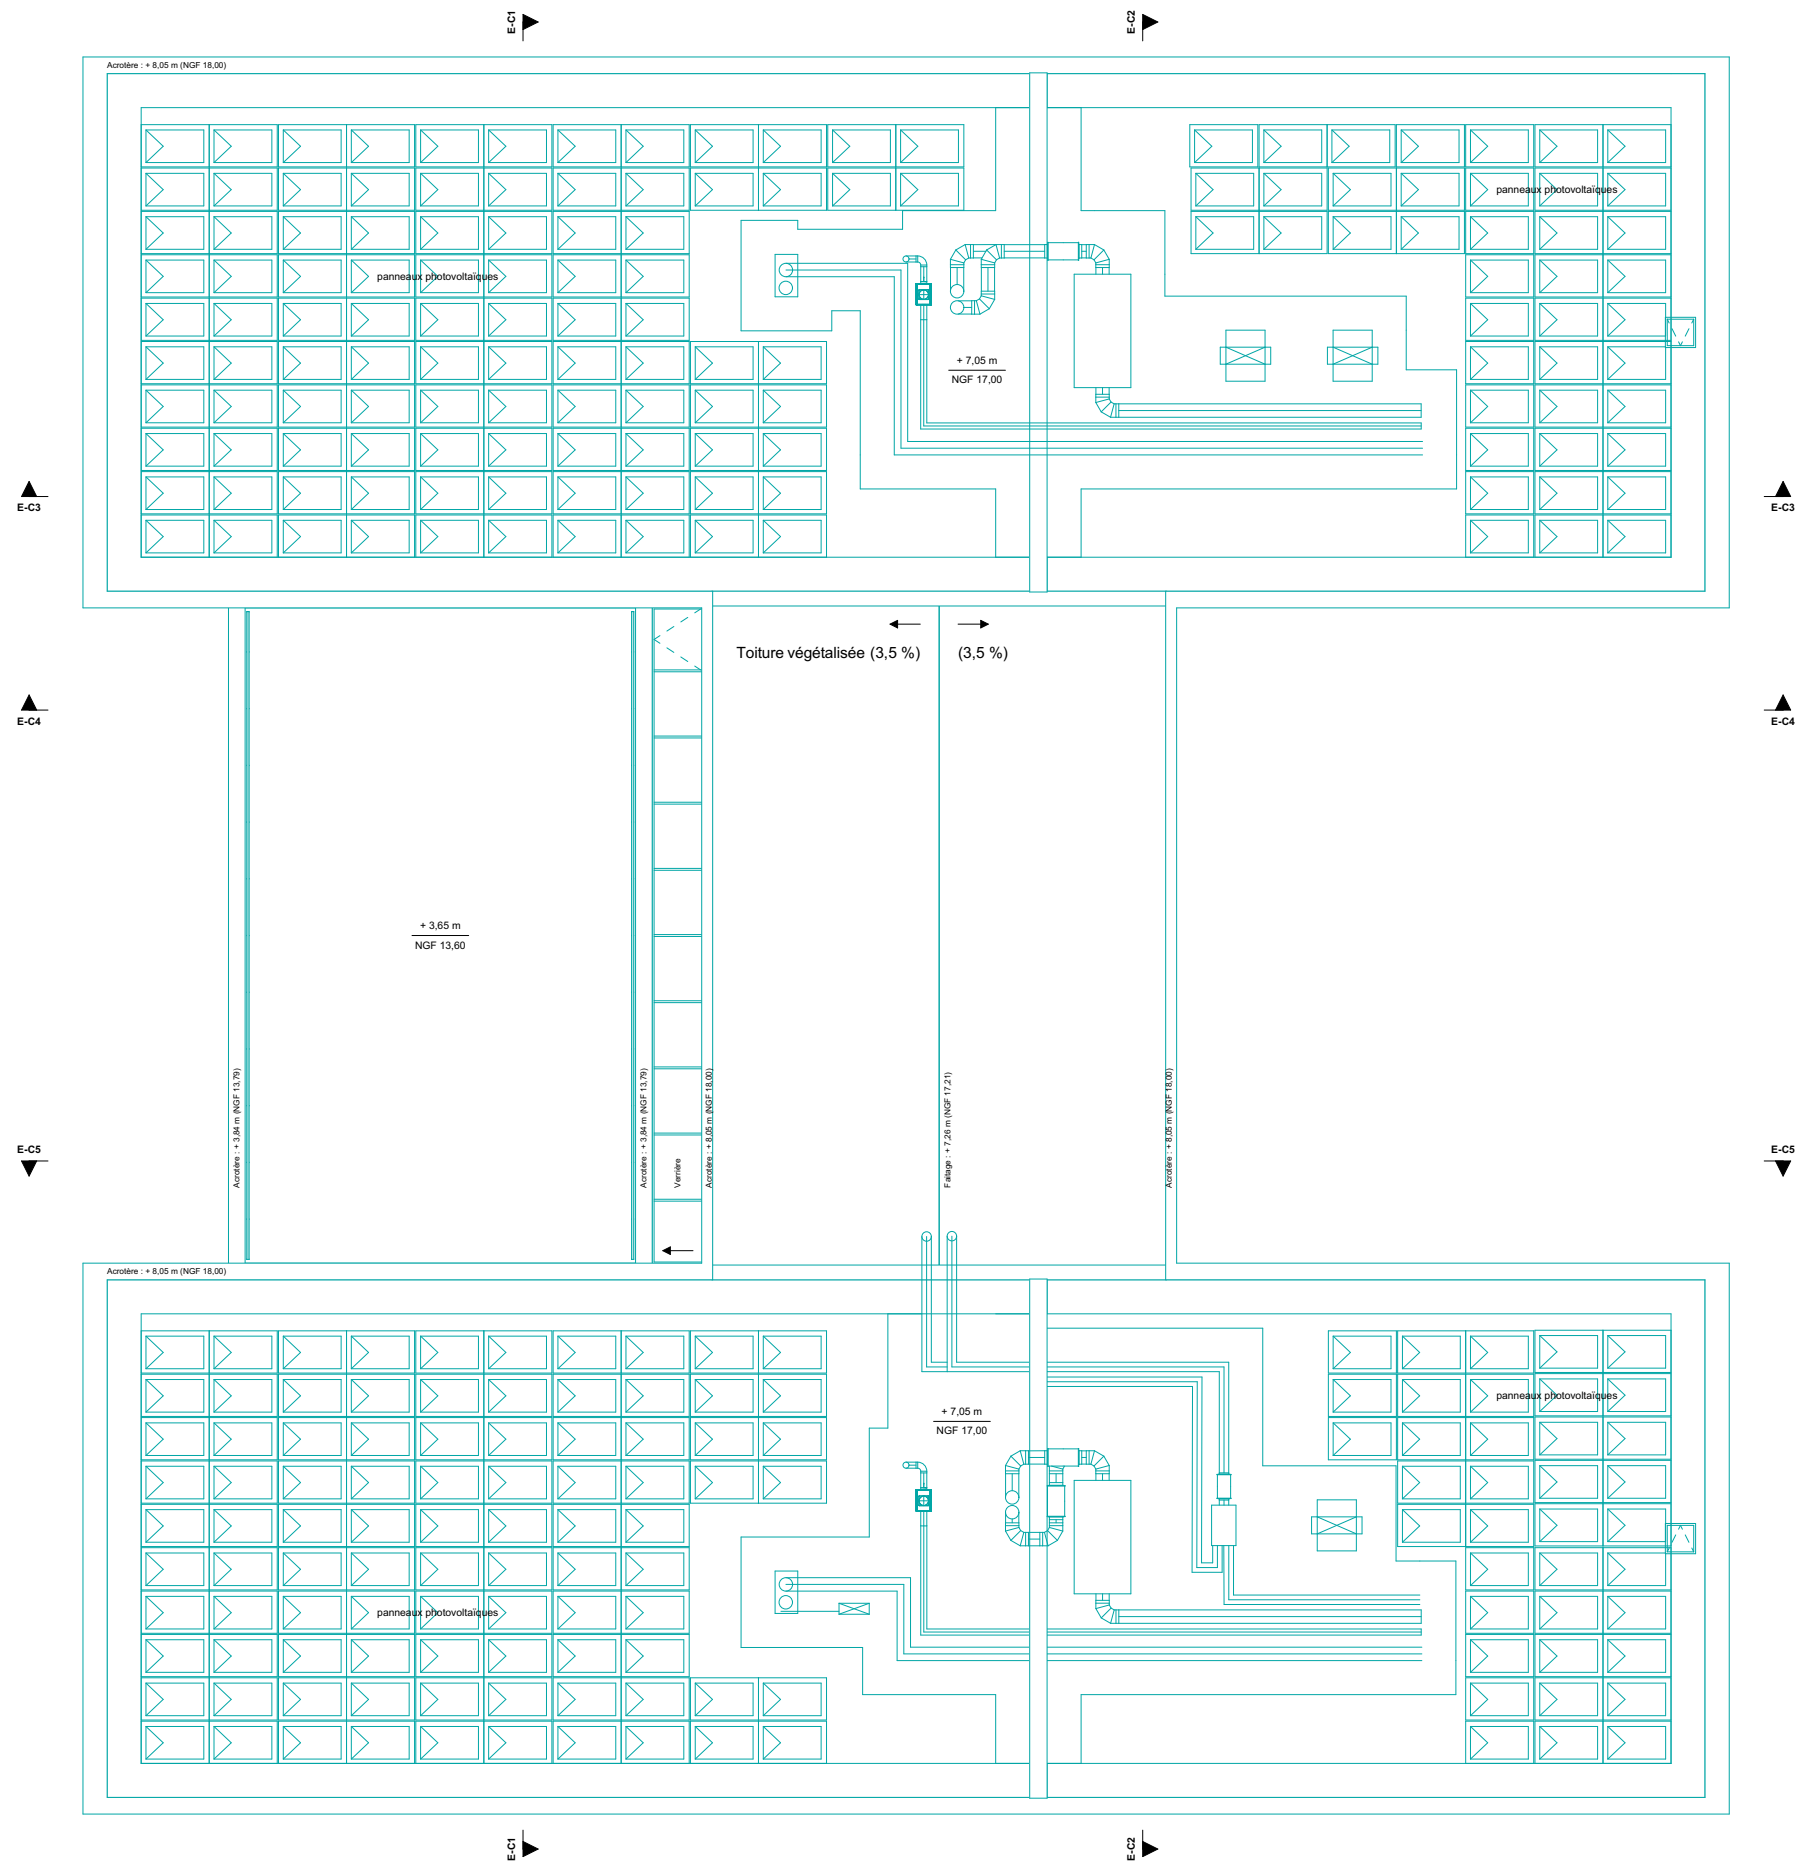 E-C1
E-C2
Acrotère : + 8,05 m (NGF 18,00)
panneaux photovoltaïques
panneaux photovoltaïques
+ 7,05 m
NGF 17,00
E-C3
E-C3
Toiture végétalisée (3,5 %)
(3,5 %)
E-C4
E-C4
+ 3,65 m
NGF 13,60
Acrotère : + 3,84 m (NGF 13,79)
Acrotère : + 3,84 m (NGF 13,79)
Verrière
Acrotère : + 8,05 m (NGF 18,00)
Faîtage : + 7,26 m (NGF 17,21)
Acrotère : + 8,05 m (NGF 18,00)
E-C5
E-C5
Acrotère : + 8,05 m (NGF 18,00)
panneaux photovoltaïques
+ 7,05 m
NGF 17,00
panneaux photovoltaïques
E-C1
E-C2